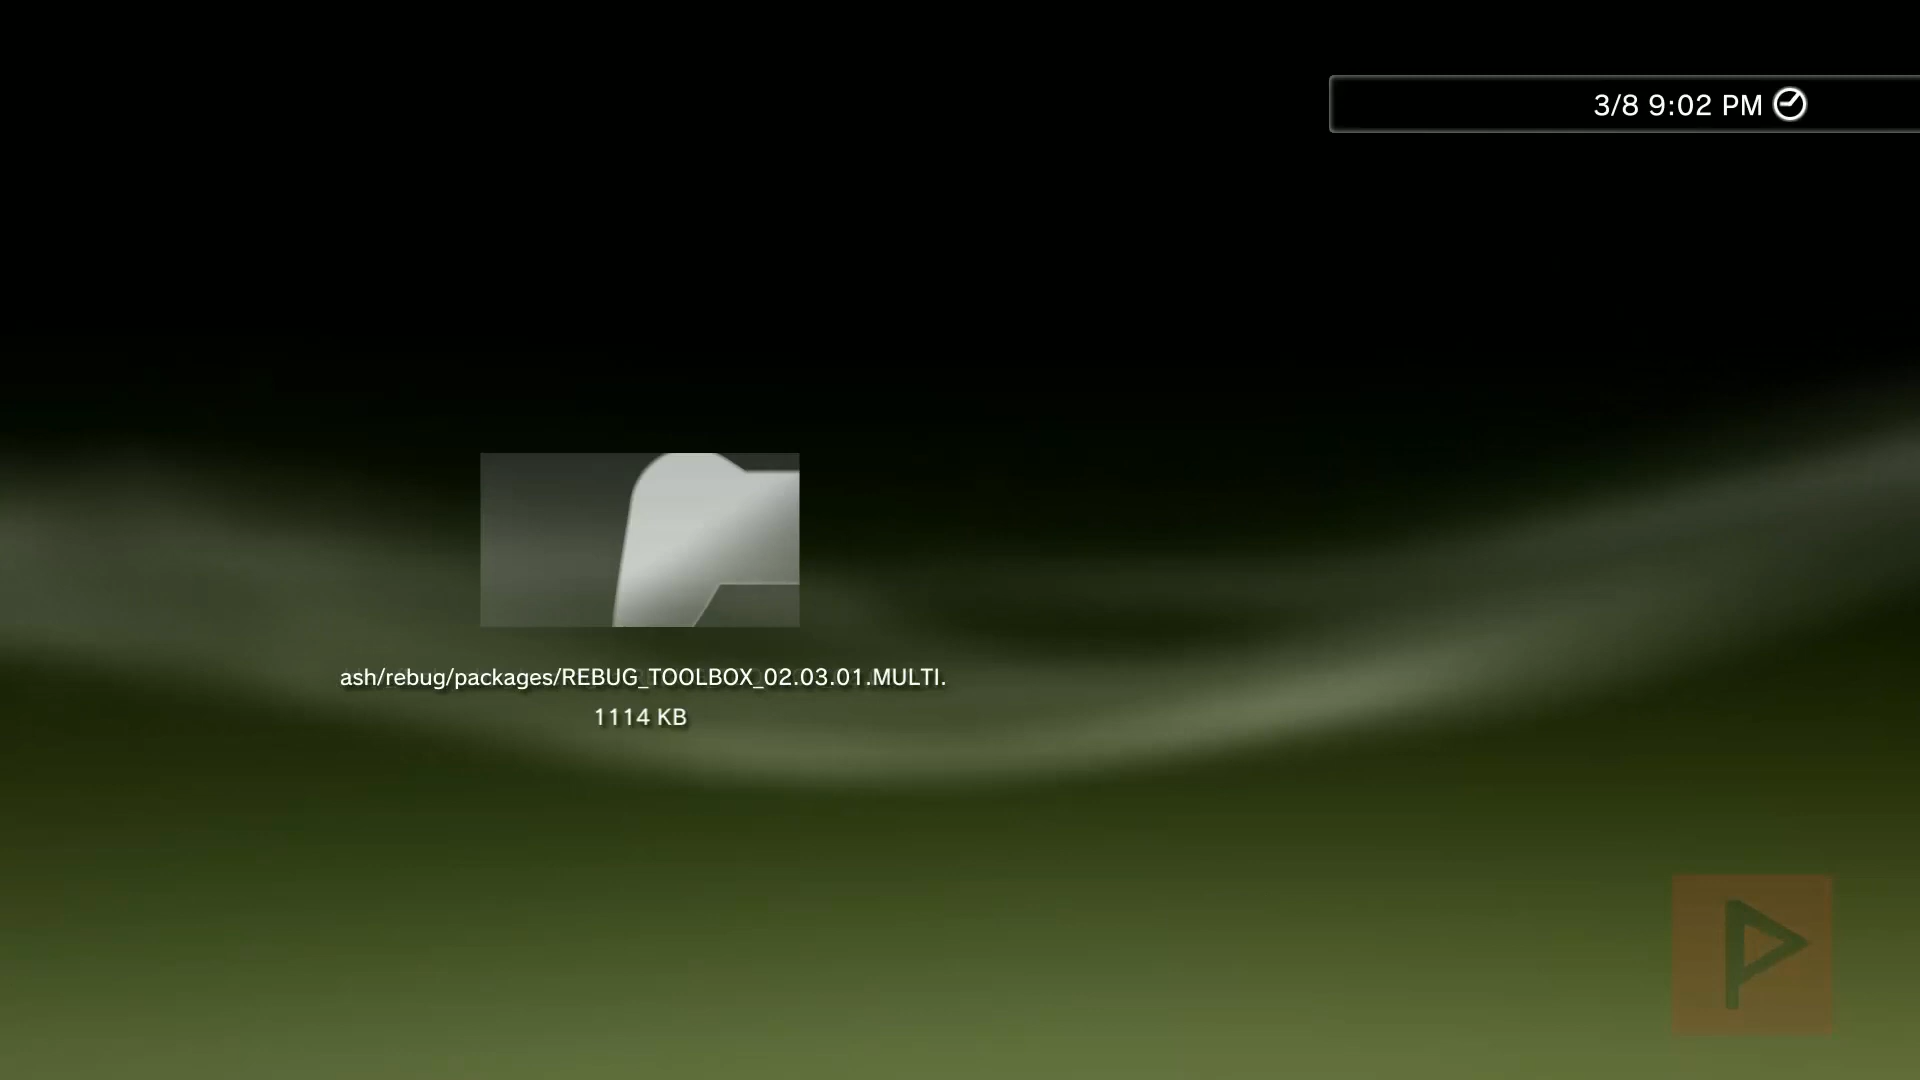 3/8 9:02 PM
ash/rebug/packages/REBUG_TOOLBOX_02.03.01.MULTI.
1114 KB